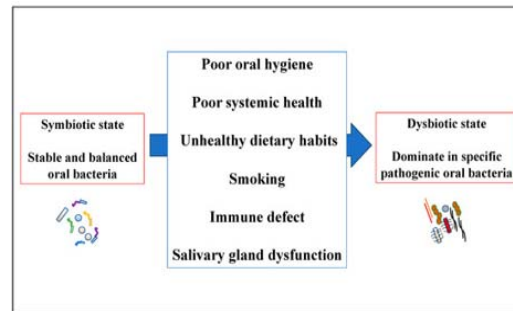 Symbiotic state
Stable and balanced
oral bacteria
Poor oral hygiene
Poor systemic health
Unhealthy dietary habits
Smoking
Immune defect
Salivary gland dysfunction
Dysbiotic state
Dominate in specific
pathogenic oral bacteria